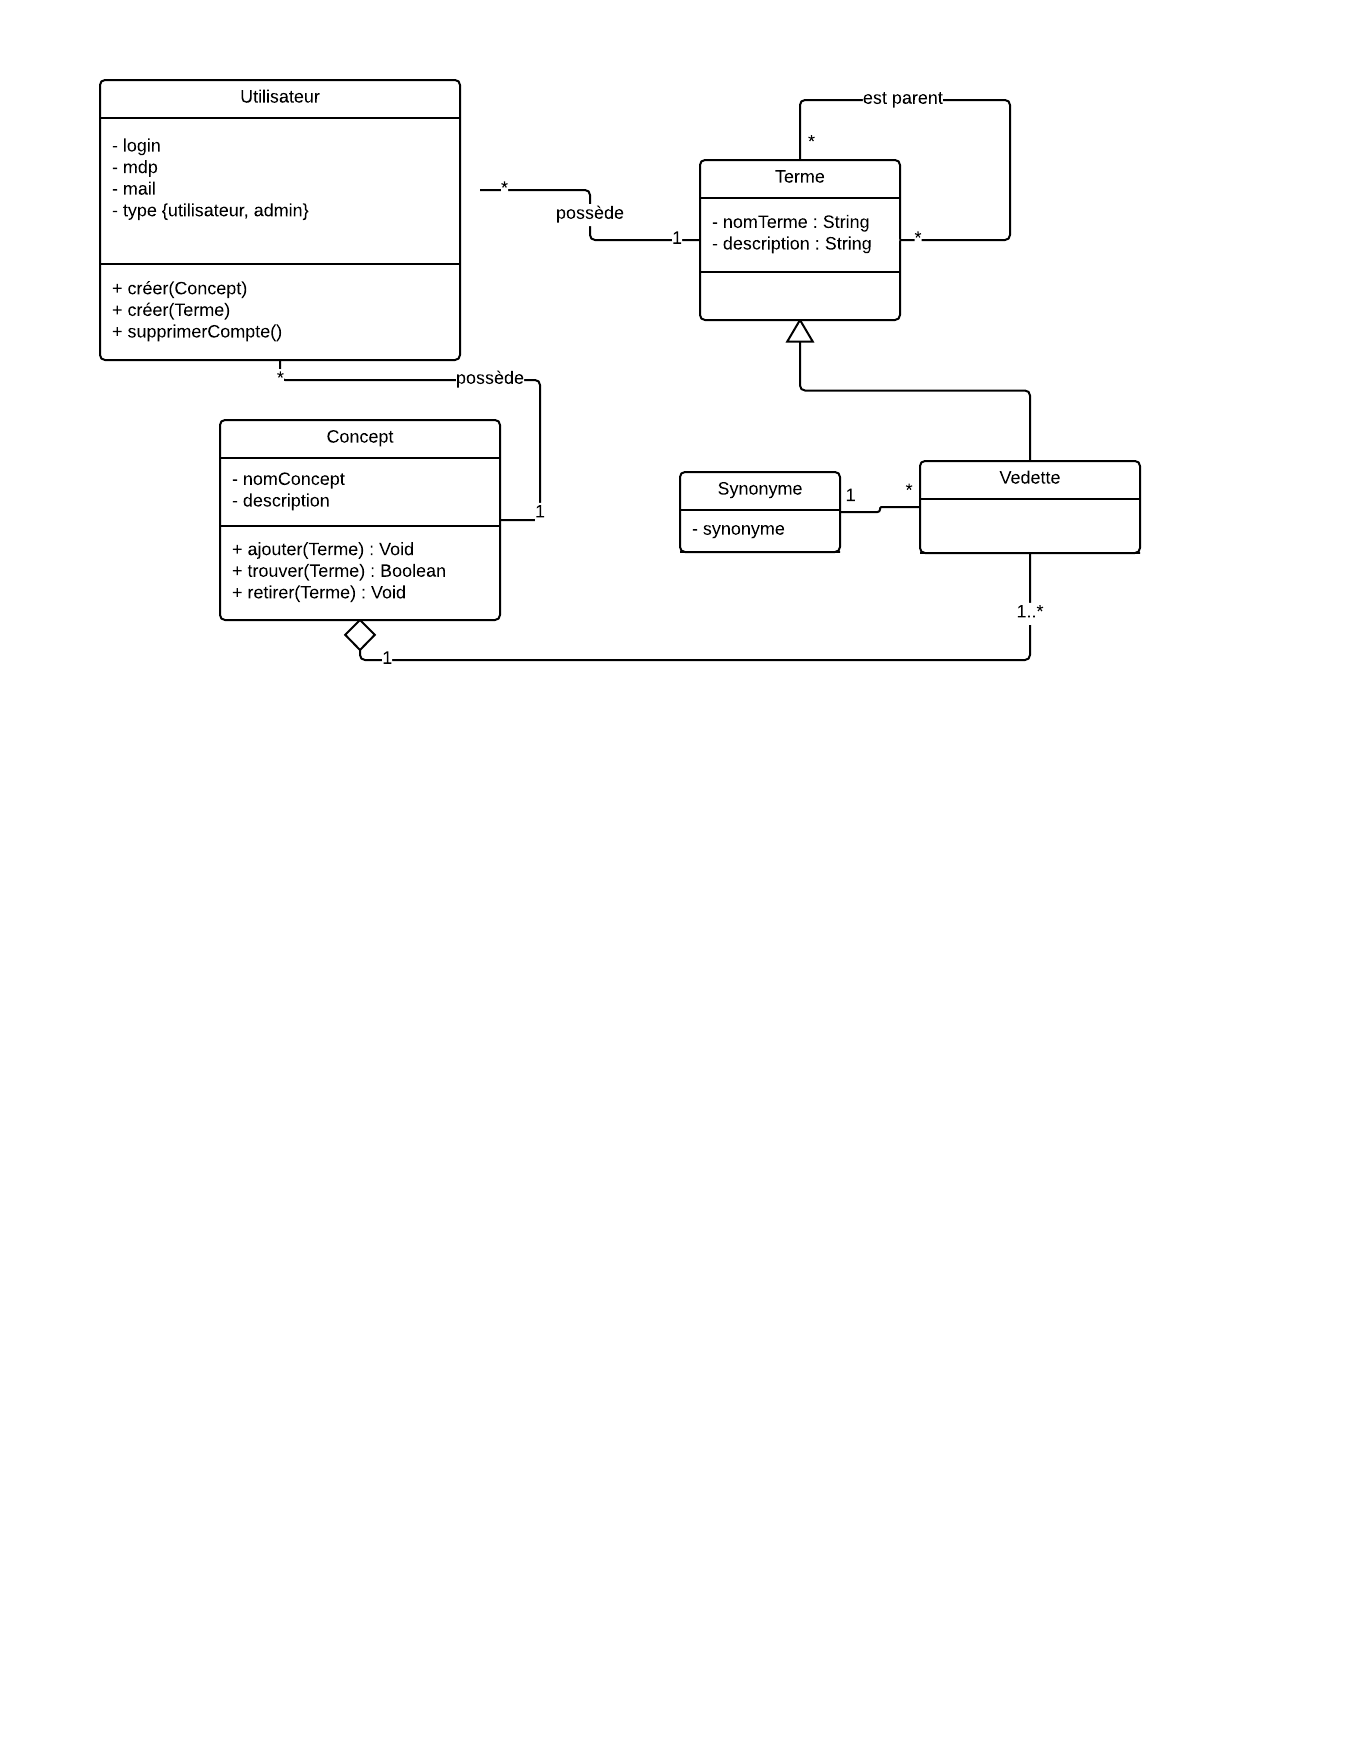 Utilisateur
- login
- mdp
- mail
- type {utilisateur, admin}
+ créer(Concept)
+ créer(Terme)
+ supprimerCompte()
*
possède
1
est parent
*
Terme
- nomTerme : String
- description : String
*
*
possède
1
Concept
- nomConcept
- description
+ ajouter(Terme) : Void
+ trouver(Terme) : Boolean
+ retirer(Terme) : Void
Synonyme
- synonyme
1
*
Vedette
1..*
1